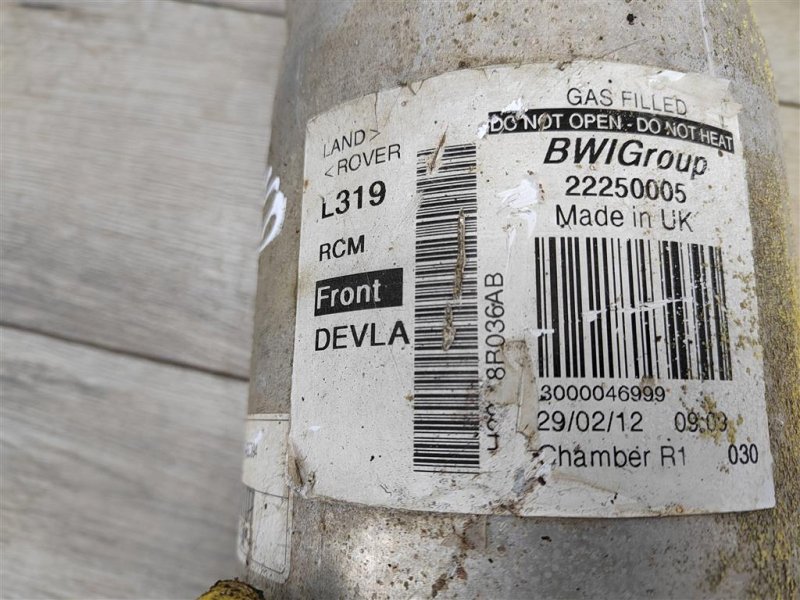 LAND >
< ROVER
L319
RCM
Front
DEVLA
8R036AB
GAS FILLED
DO NOT OPEN - DO NOT HEAT
BWIGroup
22250005
Made in UK
3000046999
29/02/12 09:03
Chamber R1 030